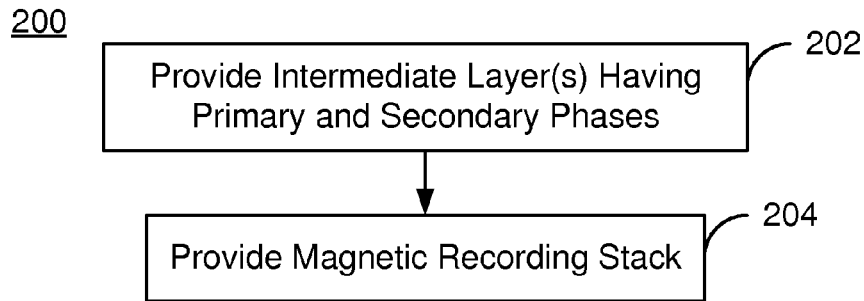 200
202
Provide Intermediate Layer(s) Having
Primary and Secondary Phases
204
Provide Magnetic Recording Stack